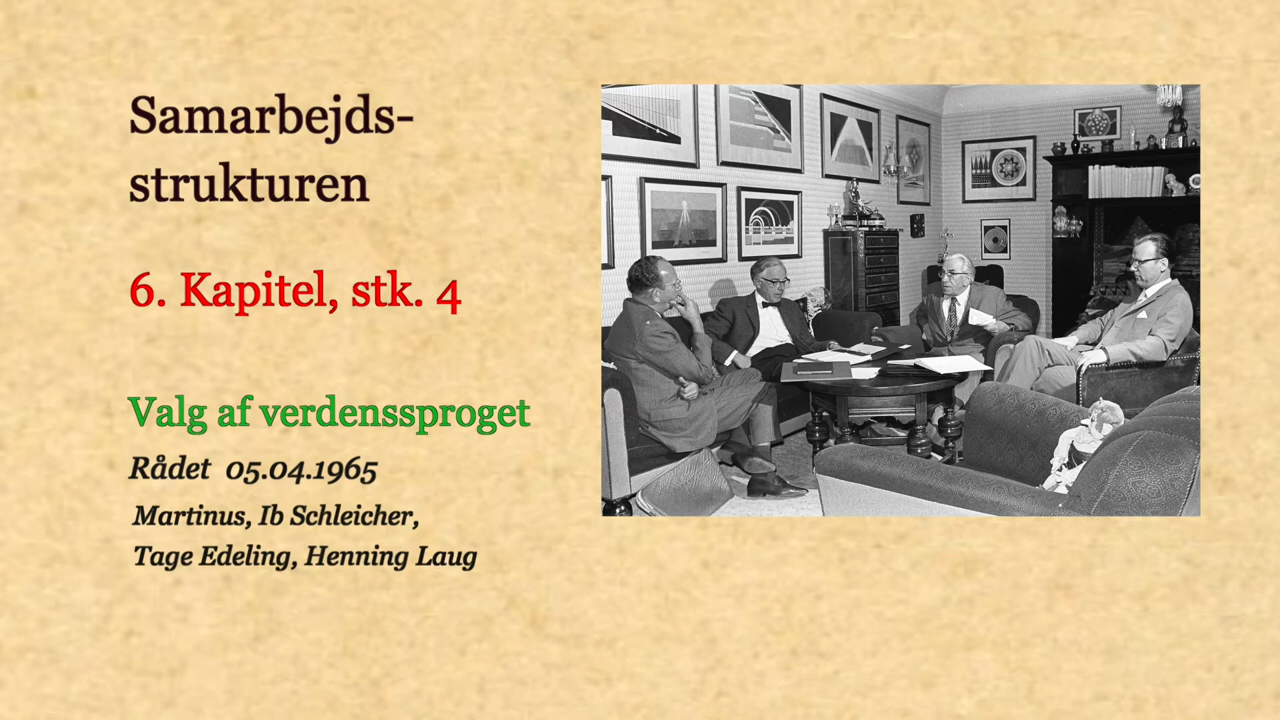 Samarbejds-
strukturen
6. Kapitel, stk. 4
Valg af verdenssproget
Rådet 05.04.1965
Martinus, Ib Schleicher,
Tage Edeling, Henning Laug